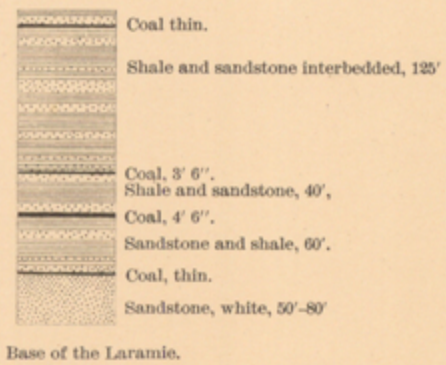 Coal thin.
Shale and sandstone interbedded, 125'
Coal, 3' 6''.
Shale and sandstone, 40',
Coal, 4' 6''.
Sandstone and shale, 60'.
Coal, thin.
Sandstone, white, 50'–80'
Base of the Laramie.